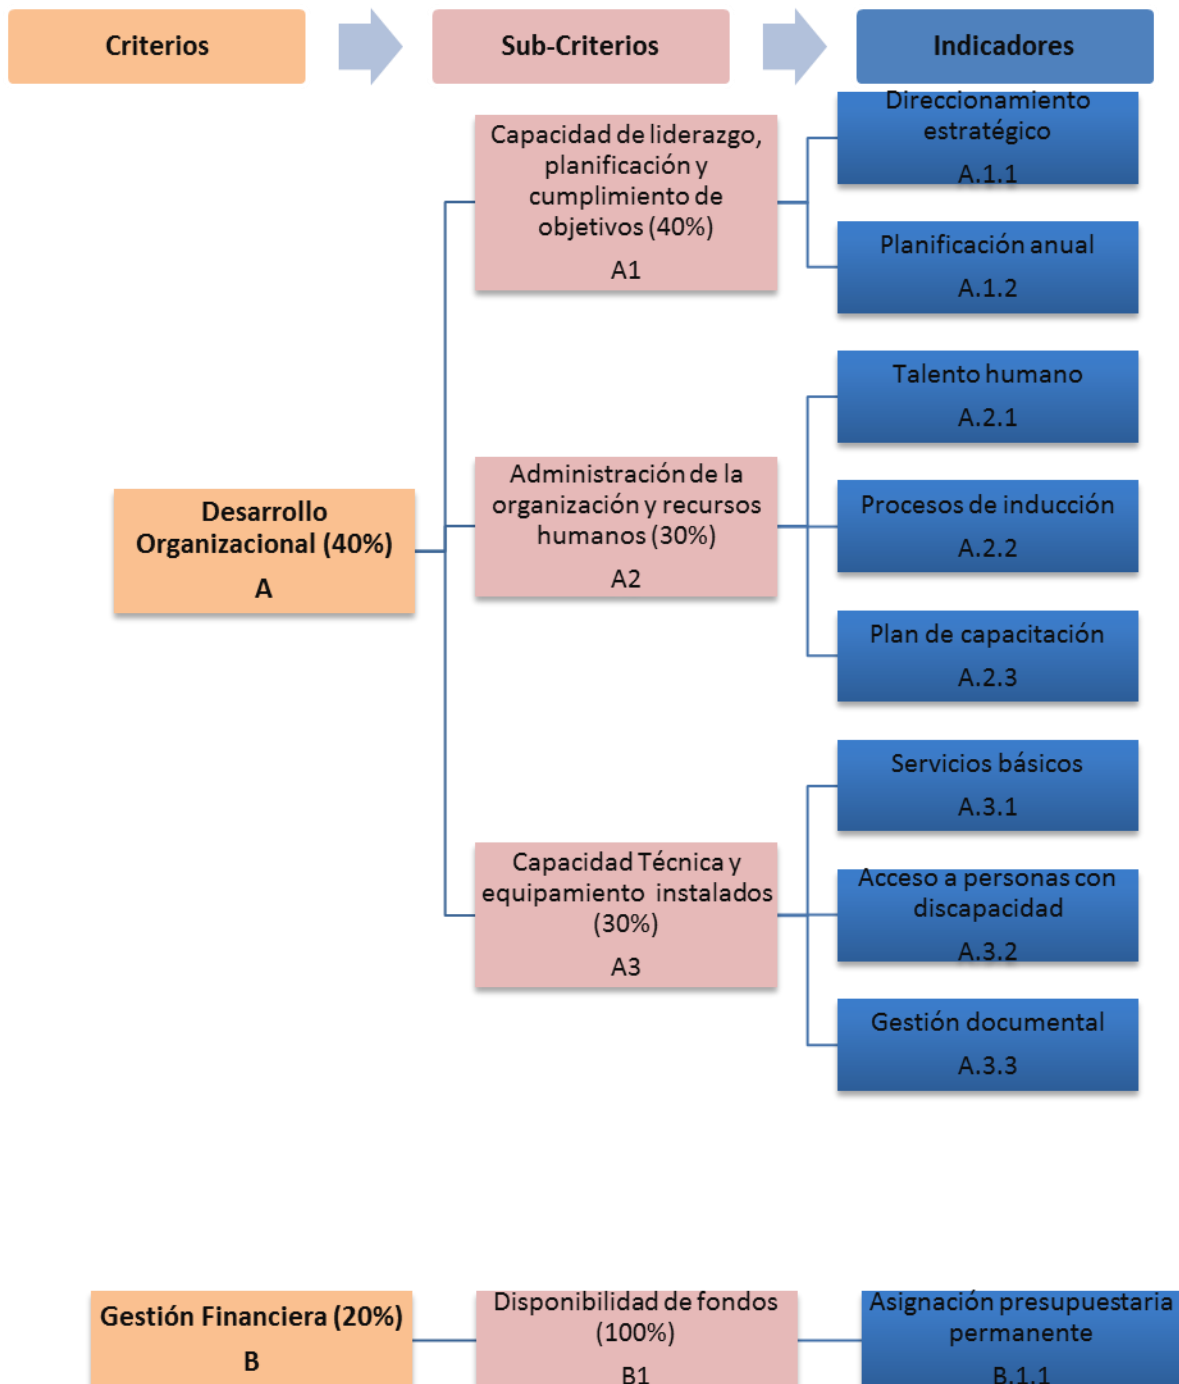 Criterios
Sub-Criterios
Indicadores
Desarrollo
Organizacional (40%)
A
Capacidad de liderazgo,
planificación y
cumplimiento de
objetivos (40%)
A1
Direccionamiento
estratégico
A.1.1
Planificación anual
A.1.2
Administración de la
organización y recursos
humanos (30%)
A2
Talento humano
A.2.1
Procesos de inducción
A.2.2
Plan de capacitación
A.2.3
Capacidad Técnica y
equipamiento instalados
(30%)
A3
Servicios básicos
A.3.1
Acceso a personas con
discapacidad
A.3.2
Gestión documental
A.3.3
Gestión Financiera (20%)
B
Disponibilidad de fondos
(100%)
B1
Asignación presupuestaria
permanente
B.1.1